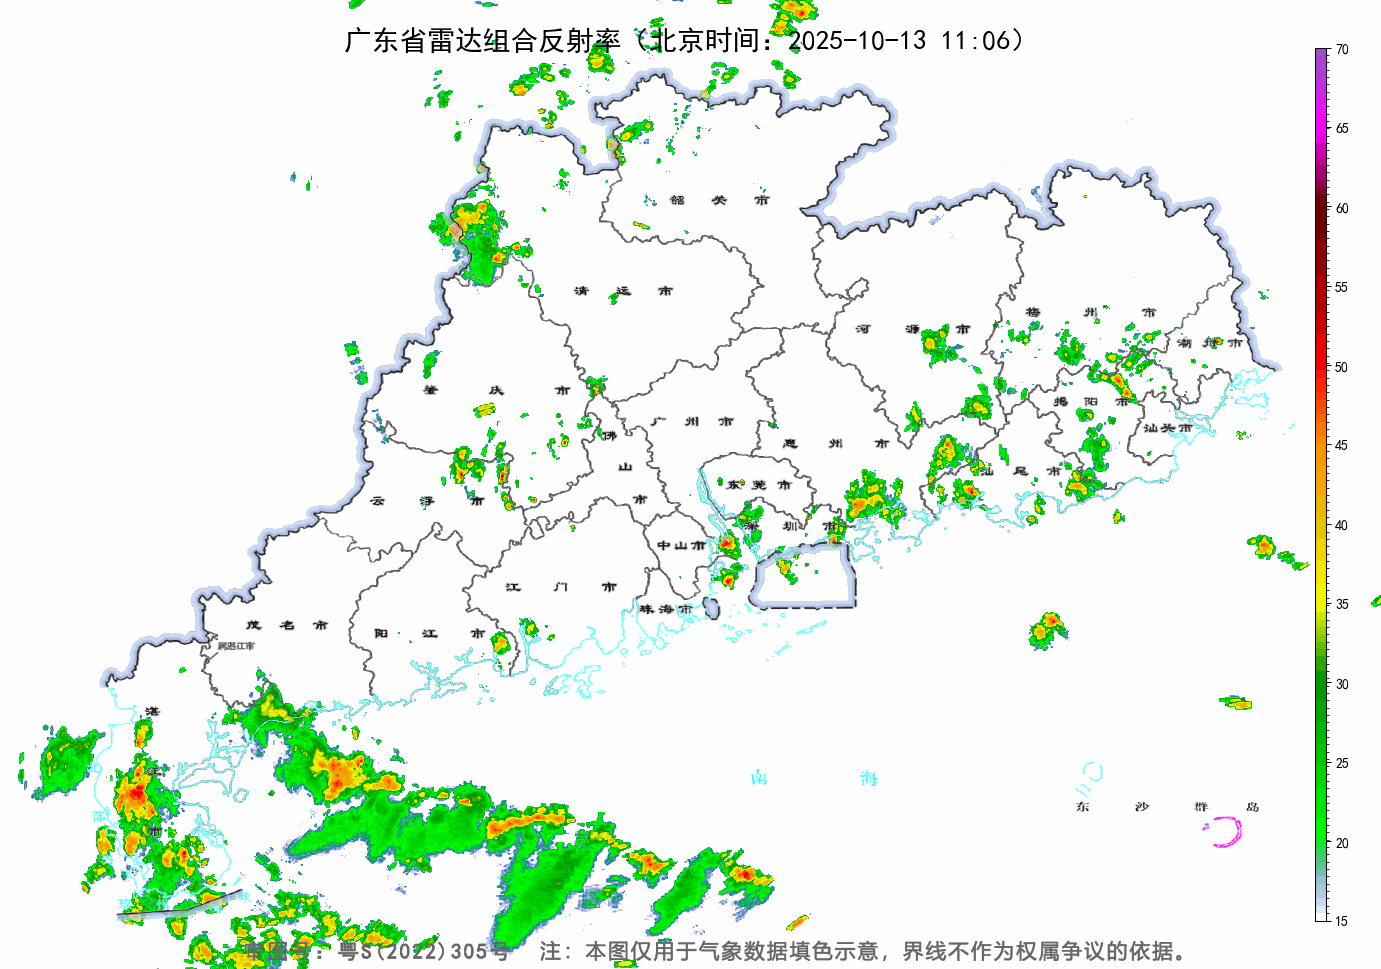 广东省雷达组合反射率（北京时间：2025-10-13 11:06）
70
65
60
55
50
45
40
35
30
25
20
15
韶关市
清远市
河源市
梅州市
潮州市
肇庆市
广州市
佛山市
惠州市
揭阳市
汕头市
汕尾市
云浮市
东莞市
深圳市
中山市
珠海市
江门市
阳江市
茂名市
属湛江市
湛江市
南海
东沙群岛
审图号：粤S(2022)305号 注：本图仅用于气象数据填色示意，界线不作为权属争议的依据。